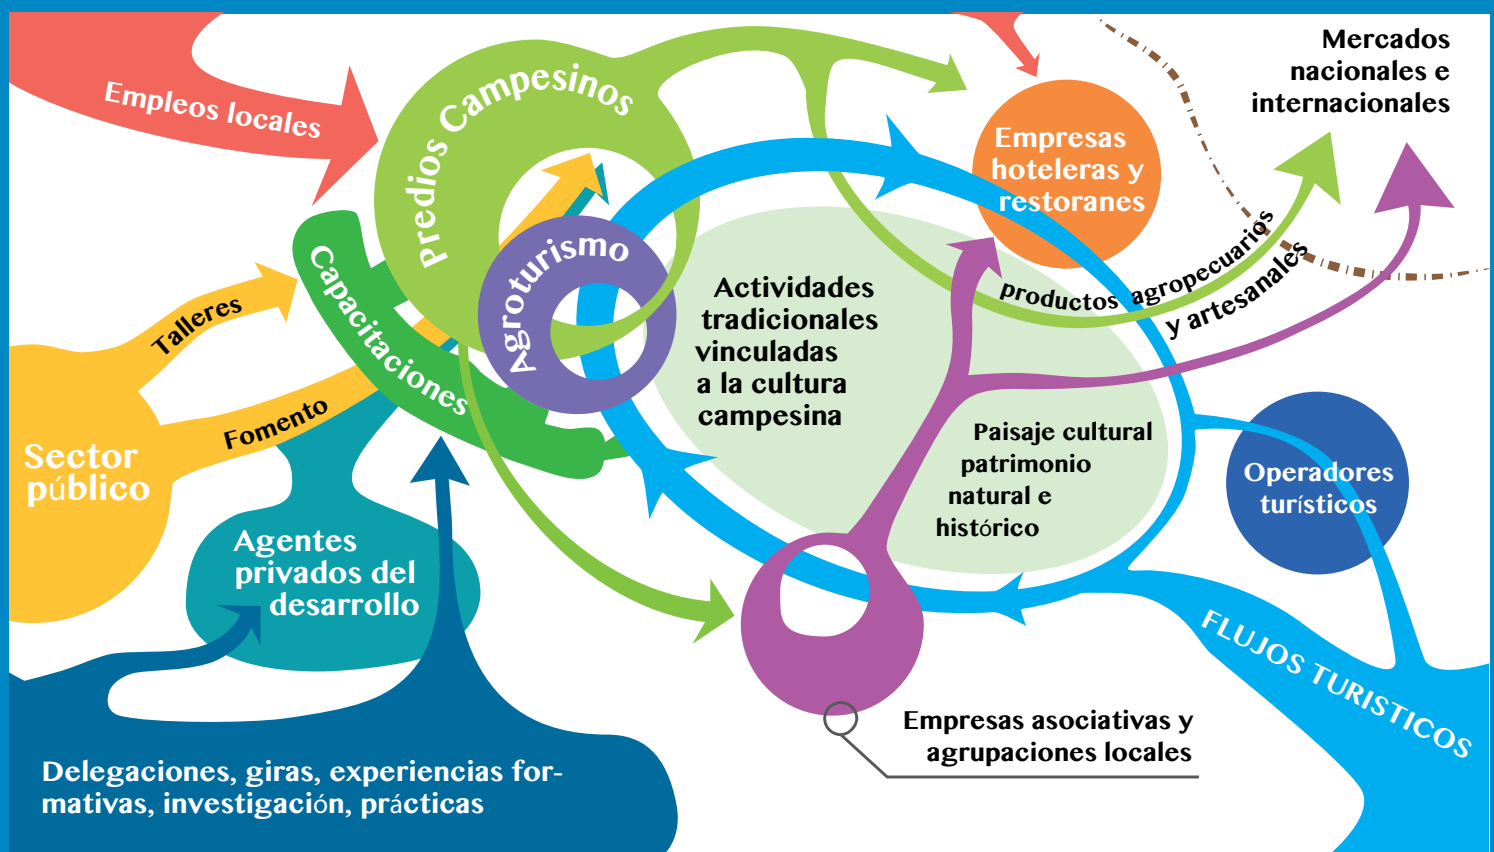 Mercados
nacionales e
internacionales
Empleos locales
Predios Campesinos
Empresas
hoteleras y
restoranes
Agroturismo
Capacitaciones
productos agropecuarios
y artesanales
Actividades
tradicionales
vinculadas
a la cultura
campesina
Talleres
Fomento
Sector
público
Paisaje cultural
patrimonio
natural e
histórico
Operadores
turísticos
Agentes
privados del
desarrollo
FLUJOS TURISTICOS
Empresas asociativas y
agrupaciones locales
Delegaciones, giras, experiencias for-
mativas, investigación, prácticas